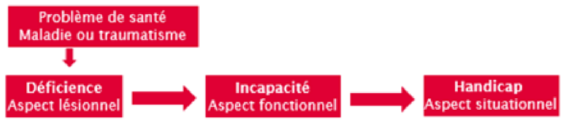 Problème de santé
Maladie ou traumatisme
Déficience
Aspect lésionnel
Incapacité
Aspect fonctionnel
Handicap
Aspect situationnel